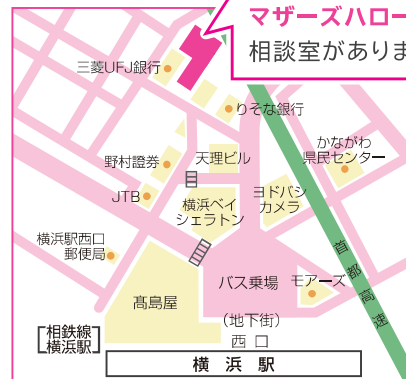 マザーズハロー
相談室がありま
三菱UFJ銀行
りそな銀行
かながわ
県民センター
野村證券
天理ビル
JTB
横浜ベイ
シェラトン
ヨドバシ
カメラ
横浜駅西口
郵便局
首都高速
髙島屋
バス乗場
モアーズ
(地下街)
西 口
相鉄線
横浜駅
横 浜 駅